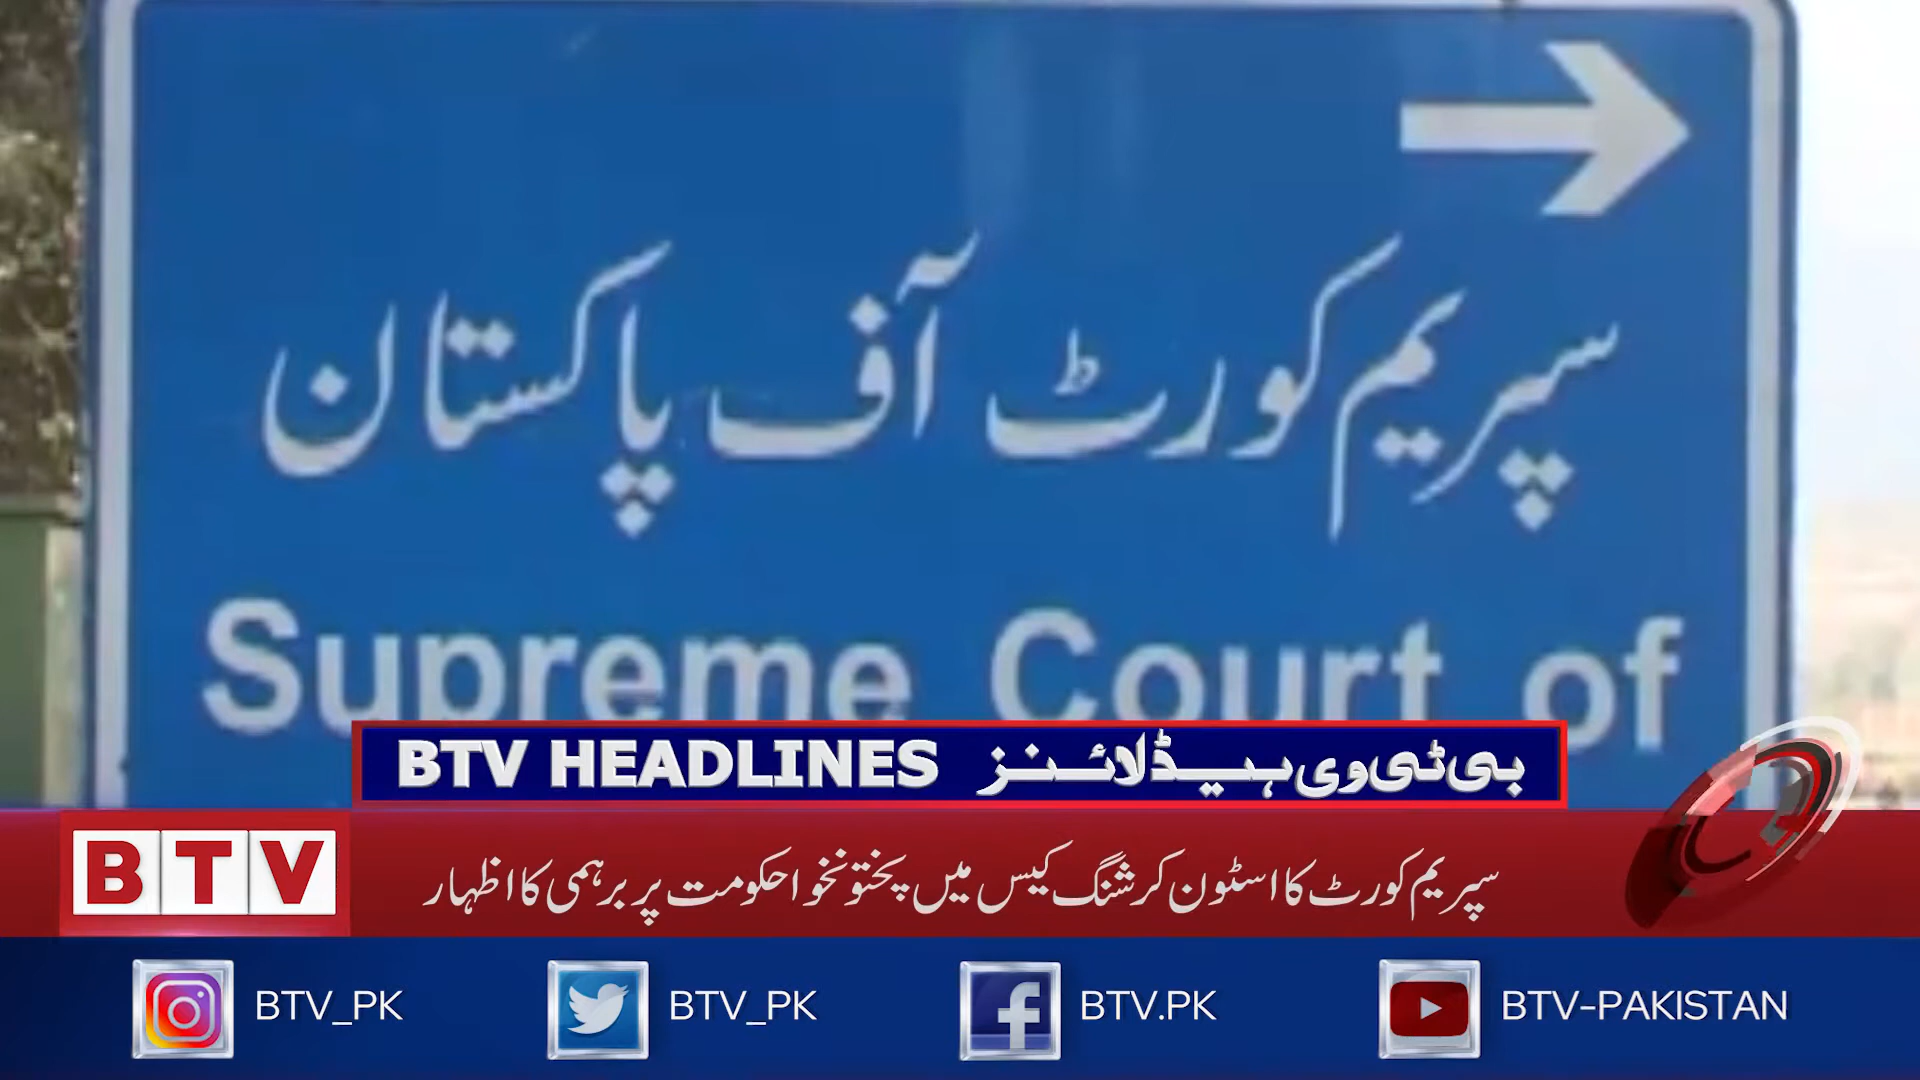 سپریم کورٹ آف پاکستان
Supreme Court of
BTV HEADLINES بی ٹی وی ہیڈلائنز
BTV
سپریم کورٹ کا اسٹون کرشنگ کیس میں پختونخوا حکومت پر برہمی کا اظہار
BTV_PK BTV_PK BTV.PK BTV-PAKISTAN